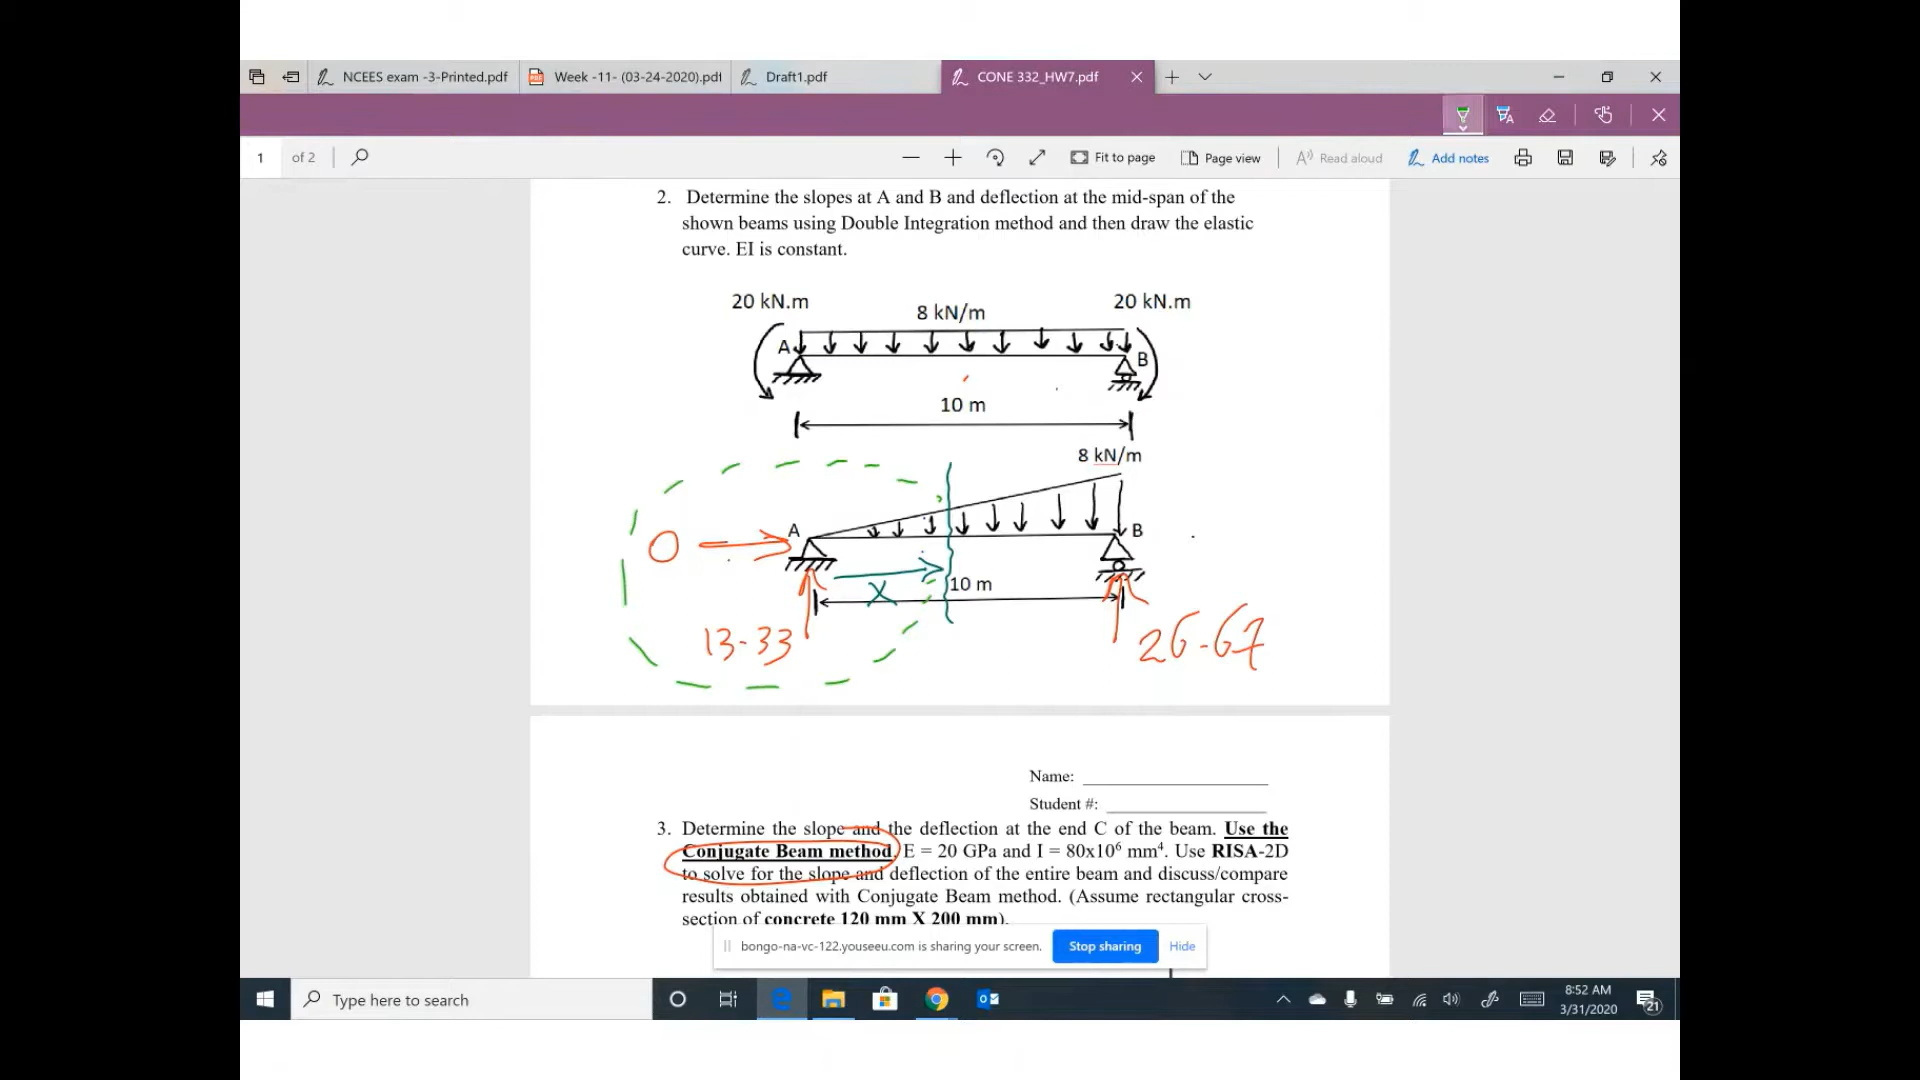 NCEES exam -3-Printed.pdf
Week -11- (03-24-2020).pdf
Draft1.pdf
CONE 332_HW7.pdf
1 of 2
Fit to page
Page view
Read aloud
Add notes
2. Determine the slopes at A and B and deflection at the mid-span of the
shown beams using Double Integration method and then draw the elastic
curve. EI is constant.
20 kN.m
8 kN/m
20 kN.m
A
B
10 m
8 kN/m
A
B
O
X
10 m
13-33
26-67
Name:
Student #:
3. Determine the slope and the deflection at the end C of the beam. Use the
Conjugate Beam method. E = 20 GPa and I = 80x10⁶ mm⁴. Use RISA-2D
to solve for the slope and deflection of the entire beam and discuss/compare
results obtained with Conjugate Beam method. (Assume rectangular cross-
section of concrete 120 mm X 200 mm).
bongo-na-vc-122.youseeu.com is sharing your screen.
Stop sharing
Hide
Type here to search
8:52 AM
3/31/2020
21